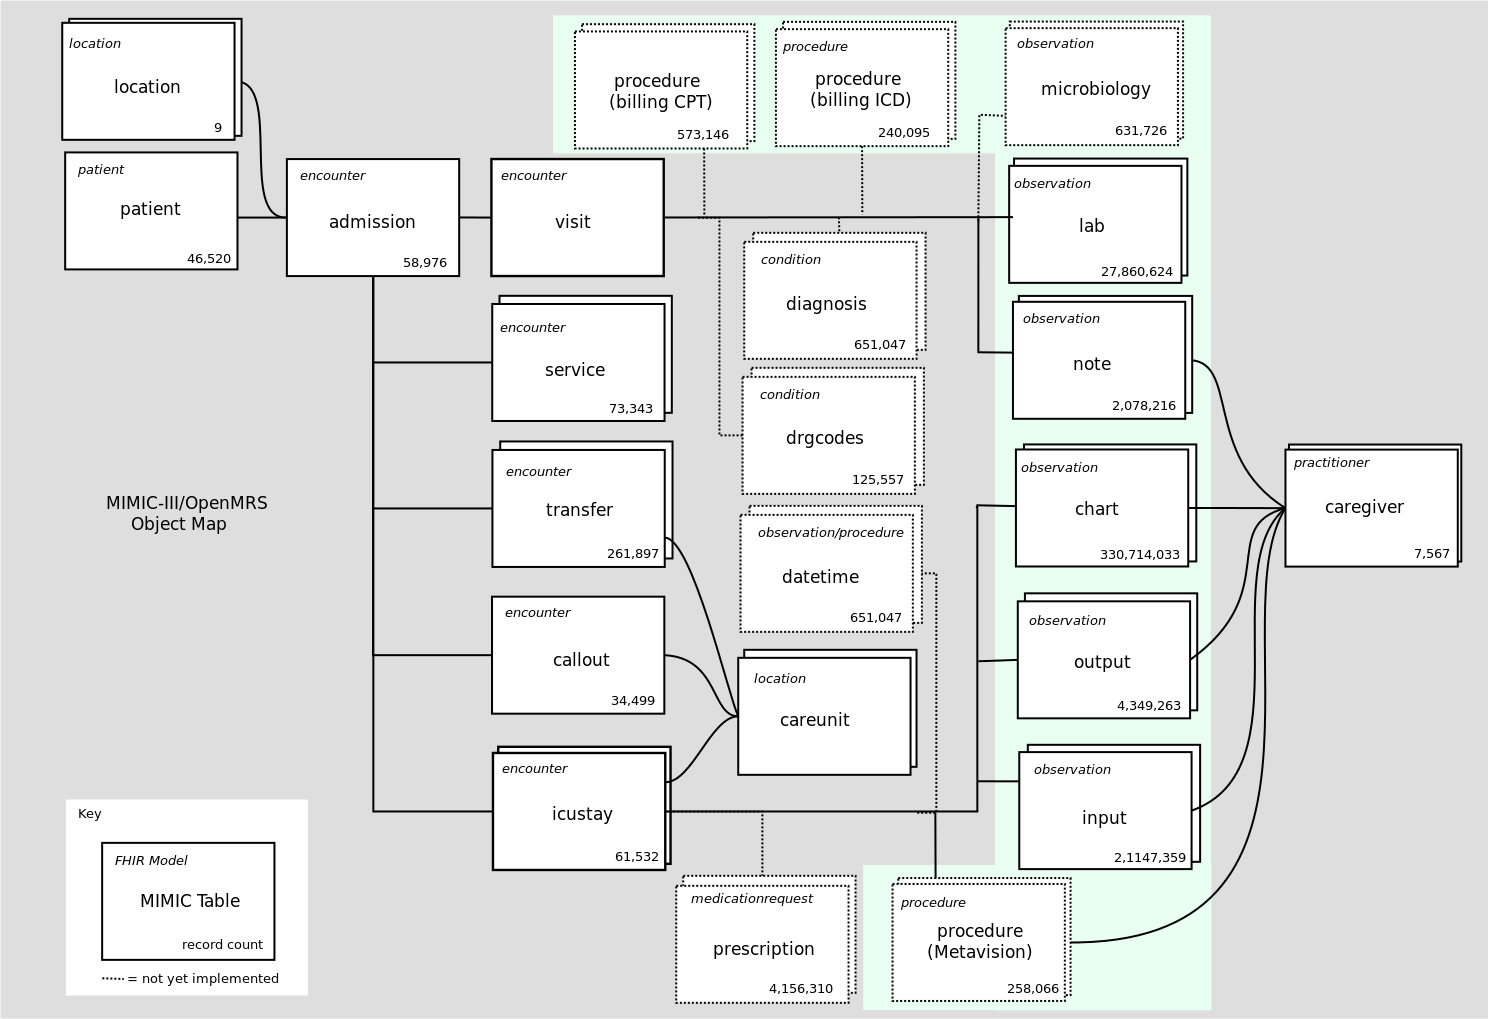 location
location
9
patient
patient
46,520
encounter
admission
58,976
encounter
visit
procedure
(billing CPT)
573,146
procedure
procedure
(billing ICD)
240,095
observation
microbiology
631,726
observation
lab
27,860,624
encounter
service
73,343
condition
diagnosis
651,047
observation
note
2,078,216
condition
drgcodes
125,557
encounter
transfer
261,897
observation
chart
330,714,033
practitioner
caregiver
7,567
MIMIC-III/OpenMRS
Object Map
observation/procedure
datetime
651,047
encounter
callout
34,499
location
careunit
observation
output
4,349,263
encounter
icustay
61,532
observation
input
2,1147,359
medicationrequest
prescription
4,156,310
procedure
procedure
(Metavision)
258,066
Key
FHIR Model
MIMIC Table
record count
= not yet implemented